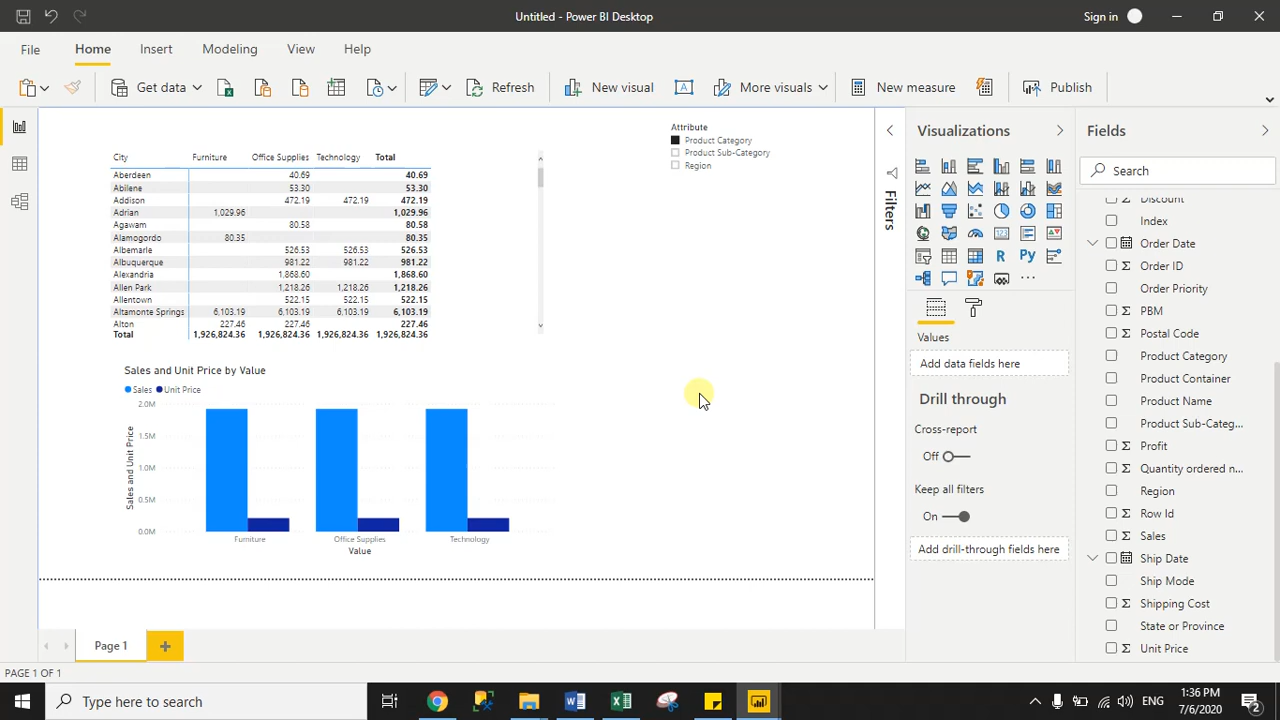 Untitled - Power BI Desktop
Sign in
File Home Insert Modeling View Help
Get data Refresh New visual More visuals New measure Publish
City Furniture Office Supplies Technology Total
Aberdeen 40.69 40.69
Abilene 53.30 53.30
Addison 472.19 472.19 472.19
Adrian 1,029.96 1,029.96
Agawam 80.58 80.58
Alamogordo 80.35 80.35
Albemarle 526.53 526.53 526.53
Albuquerque 981.22 981.22 981.22
Alexandria 1,868.60 1,868.60
Allen Park 1,218.26 1,218.26 1,218.26
Allentown 522.15 522.15 522.15
Altamonte Springs 6,103.19 6,103.19 6,103.19 6,103.19
Alton 227.46 227.46 227.46
Total 1,926,824.36 1,926,824.36 1,926,824.36 1,926,824.36
Attribute
Product Category
Product Sub-Category
Region
Sales and Unit Price by Value
Sales Unit Price
Sales and Unit Price
2.0M
1.5M
1.0M
0.5M
0.0M
Furniture Office Supplies Technology
Value
Filters
Visualizations
R Py
Values
Add data fields here
Drill through
Cross-report
Off
Keep all filters
On
Add drill-through fields here
Fields
Search
Discount
Index
Order Date
Order ID
Order Priority
PBM
Postal Code
Product Category
Product Container
Product Name
Product Sub-Categ...
Profit
Quantity ordered n...
Region
Row Id
Sales
Ship Date
Ship Mode
Shipping Cost
State or Province
Unit Price
Page 1
PAGE 1 OF 1
Type here to search
ENG
1:36 PM
7/6/2020
2